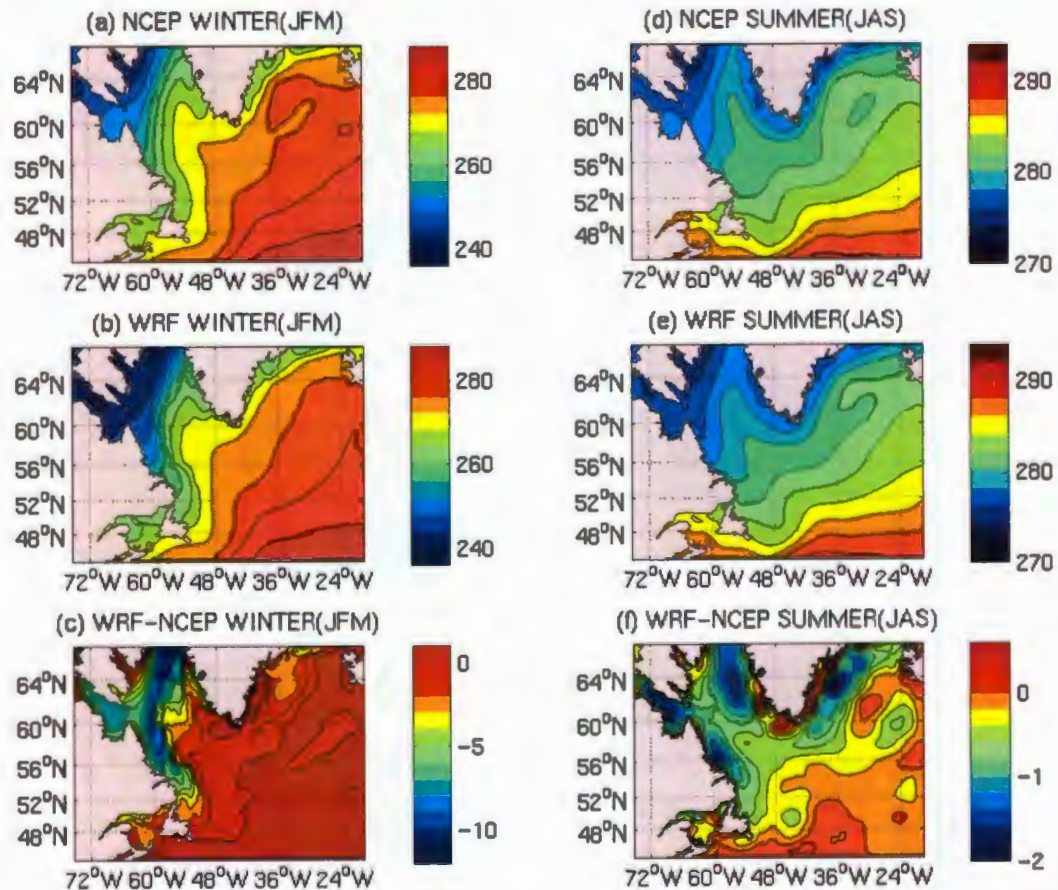 (a) NCEP WINTER(JFM)
64°N
60°N
56°N
52°N
48°N
72°W 60°W 48°W 36°W 24°W
280
260
240
(d) NCEP SUMMER(JAS)
64°N
60°N
56°N
52°N
48°N
72°W 60°W 48°W 36°W 24°W
290
280
270
(b) WRF WINTER(JFM)
64°N
60°N
56°N
52°N
48°N
72°W 60°W 48°W 36°W 24°W
280
260
240
(e) WRF SUMMER(JAS)
64°N
60°N
56°N
52°N
48°N
72°W 60°W 48°W 36°W 24°W
290
280
270
(c) WRF-NCEP WINTER(JFM)
64°N
60°N
56°N
52°N
48°N
72°W 60°W 48°W 36°W 24°W
0
-5
-10
(f) WRF-NCEP SUMMER(JAS)
64°N
60°N
56°N
52°N
48°N
72°W 60°W 48°W 36°W 24°W
0
-1
-2